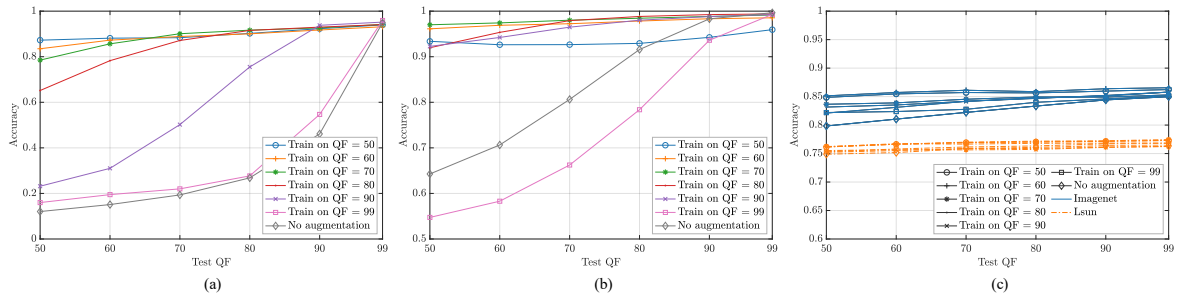 1
0.8
0.6
0.4
0.2
0
Accuracy
50
60
70
80
90
99
Test QF
Train on QF = 50
Train on QF = 60
Train on QF = 70
Train on QF = 80
Train on QF = 90
Train on QF = 99
No augmentation
(a)
1
0.9
0.8
0.7
0.6
0.5
Accuracy
50
60
70
80
90
99
Test QF
Train on QF = 50
Train on QF = 60
Train on QF = 70
Train on QF = 80
Train on QF = 90
Train on QF = 99
No augmentation
(b)
1
0.95
0.9
0.85
0.8
0.75
0.7
0.65
0.6
Accuracy
50
60
70
80
90
99
Test QF
Train on QF = 50
Train on QF = 60
Train on QF = 70
Train on QF = 80
Train on QF = 90
Train on QF = 99
No augmentation
Imagenet
Lsun
(c)